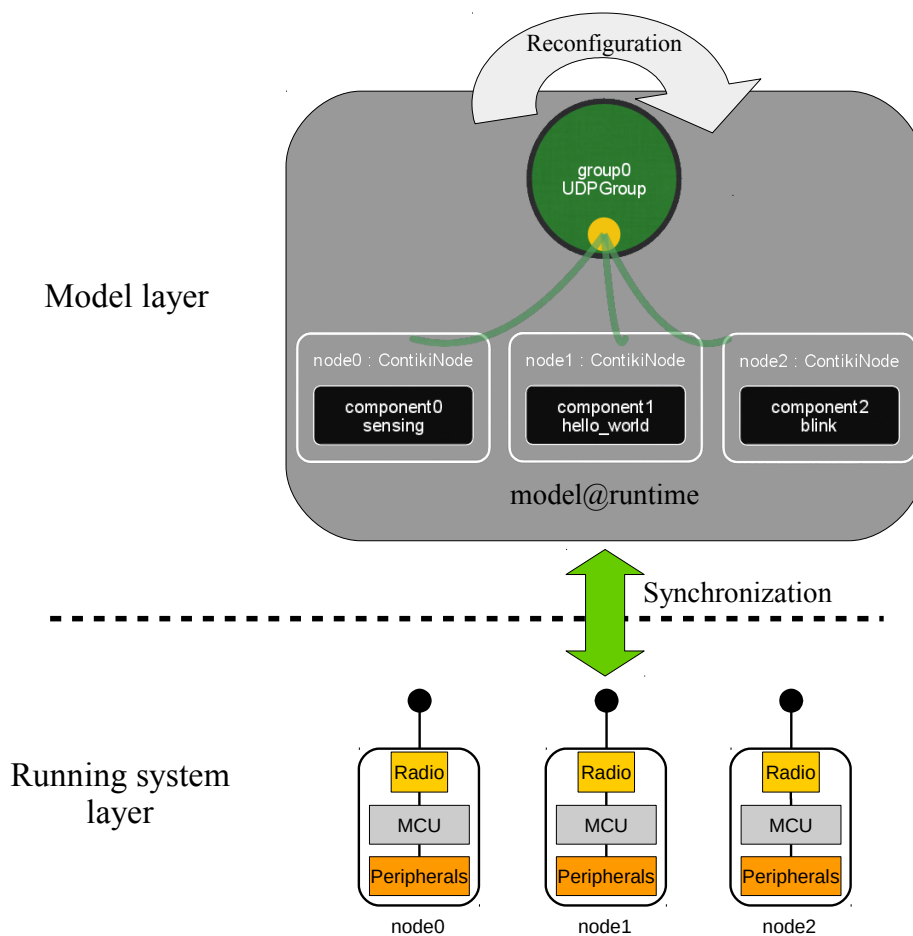 Reconfiguration
group0
UDPGroup
Model layer
node0 : ContikiNode
node1 : ContikiNode
node2 : ContikiNode
component0
sensing
component1
hello_world
component2
blink
model@runtime
Synchronization
Running system
layer
Radio
MCU
Peripherals
node0
Radio
MCU
Peripherals
node1
Radio
MCU
Peripherals
node2